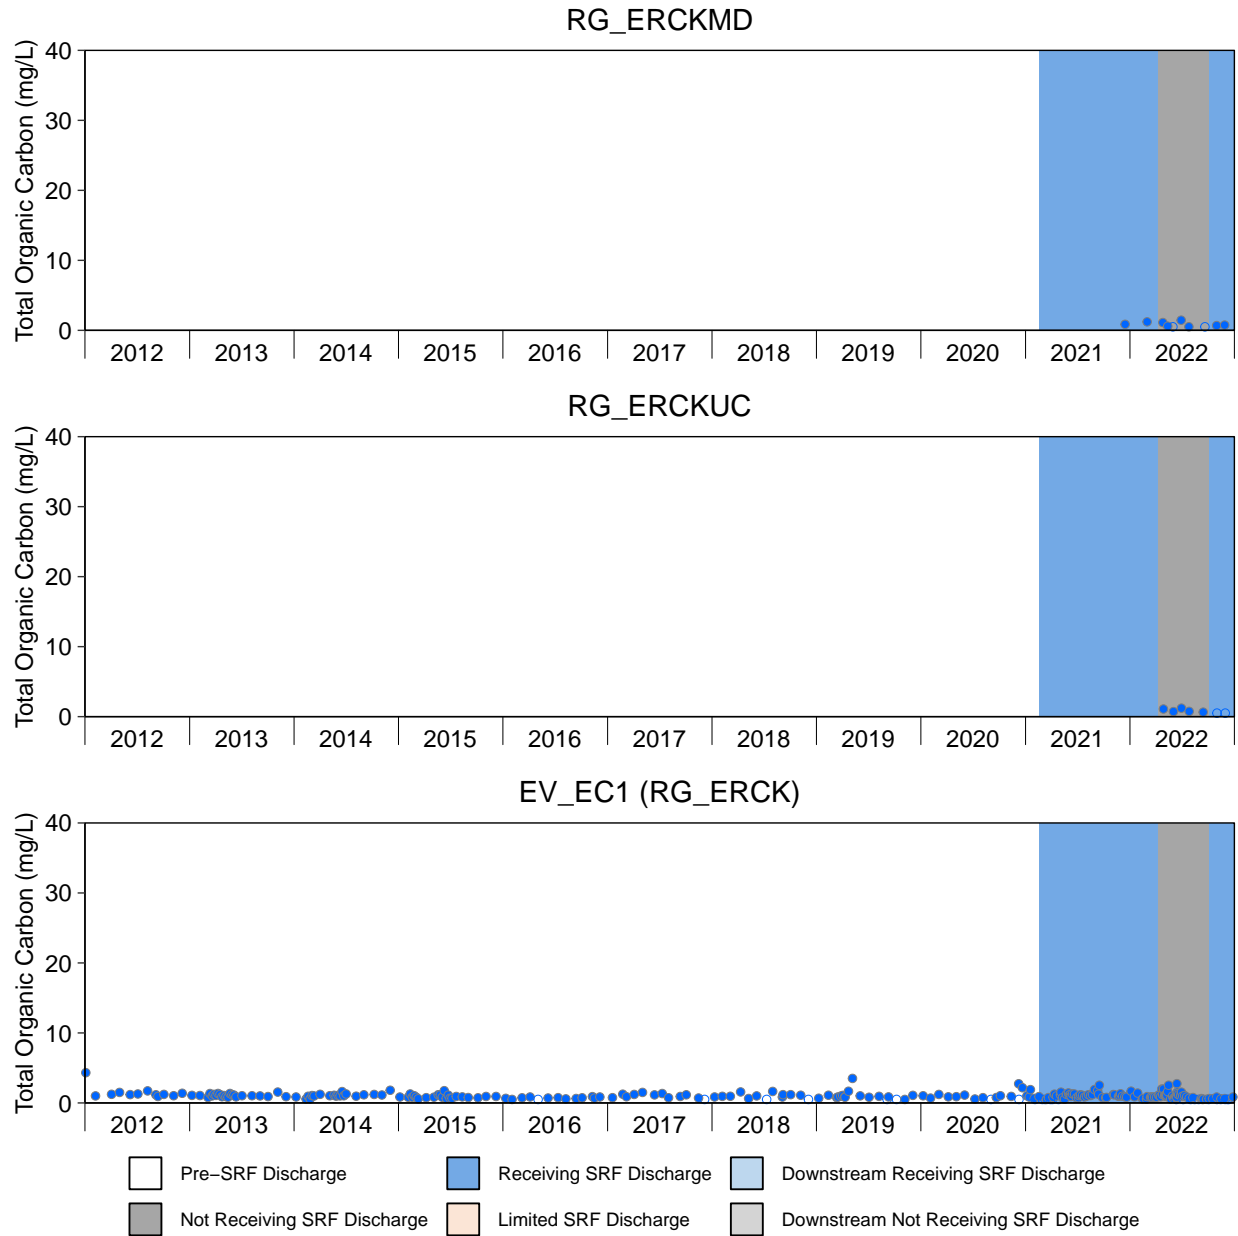 RG_ERCKMD
Total Organic Carbon (mg/L)
40
30
20
10
0
2012 2013 2014 2015 2016 2017 2018 2019 2020 2021 2022
RG_ERCKUC
Total Organic Carbon (mg/L)
40
30
20
10
0
2012 2013 2014 2015 2016 2017 2018 2019 2020 2021 2022
EV_EC1 (RG_ERCK)
Total Organic Carbon (mg/L)
40
30
20
10
0
2012 2013 2014 2015 2016 2017 2018 2019 2020 2021 2022
Pre−SRF Discharge Receiving SRF Discharge Downstream Receiving SRF Discharge
Not Receiving SRF Discharge Limited SRF Discharge Downstream Not Receiving SRF Discharge